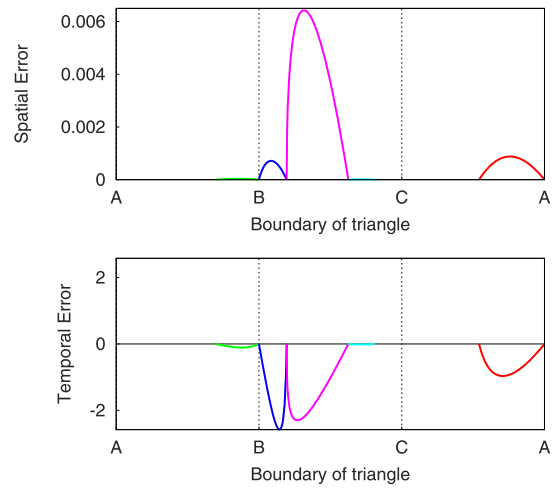 0.006
0.004
0.002
0
Spatial Error
A B C A
Boundary of triangle
2
0
-2
Temporal Error
A B C A
Boundary of triangle